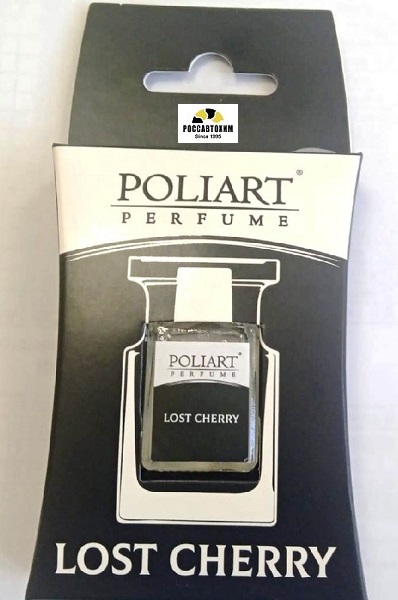 РОССАВТОХИМ
Since 1995
POLIART®
PERFUME
POLIART®
PERFUME
LOST CHERRY
LOST CHERRY